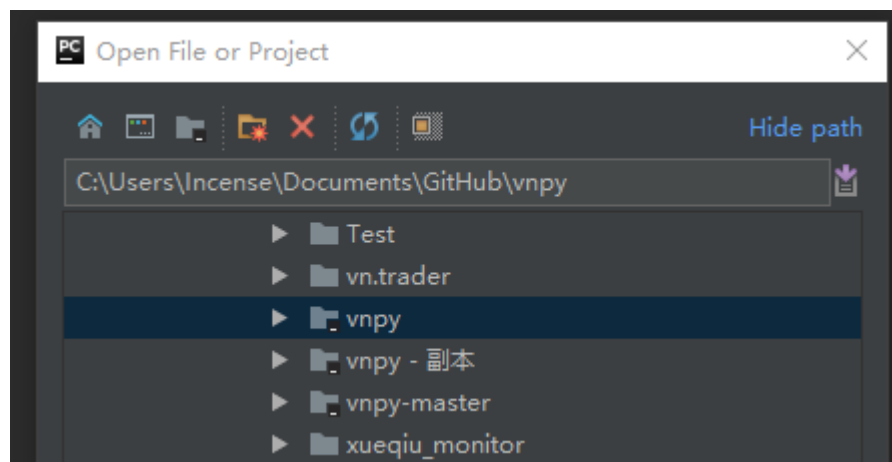 PC Open File or Project
Hide path
C:\Users\Incense\Documents\GitHub\vnpy
Test
vn.trader
vnpy
vnpy - 副本
vnpy-master
xueqiu_monitor